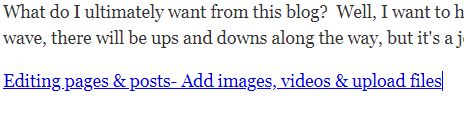 What do I ultimately want from this blog?  Well, I want to h
wave, there will be ups and downs along the way, but it's a jo
Editing pages & posts- Add images, videos & upload files